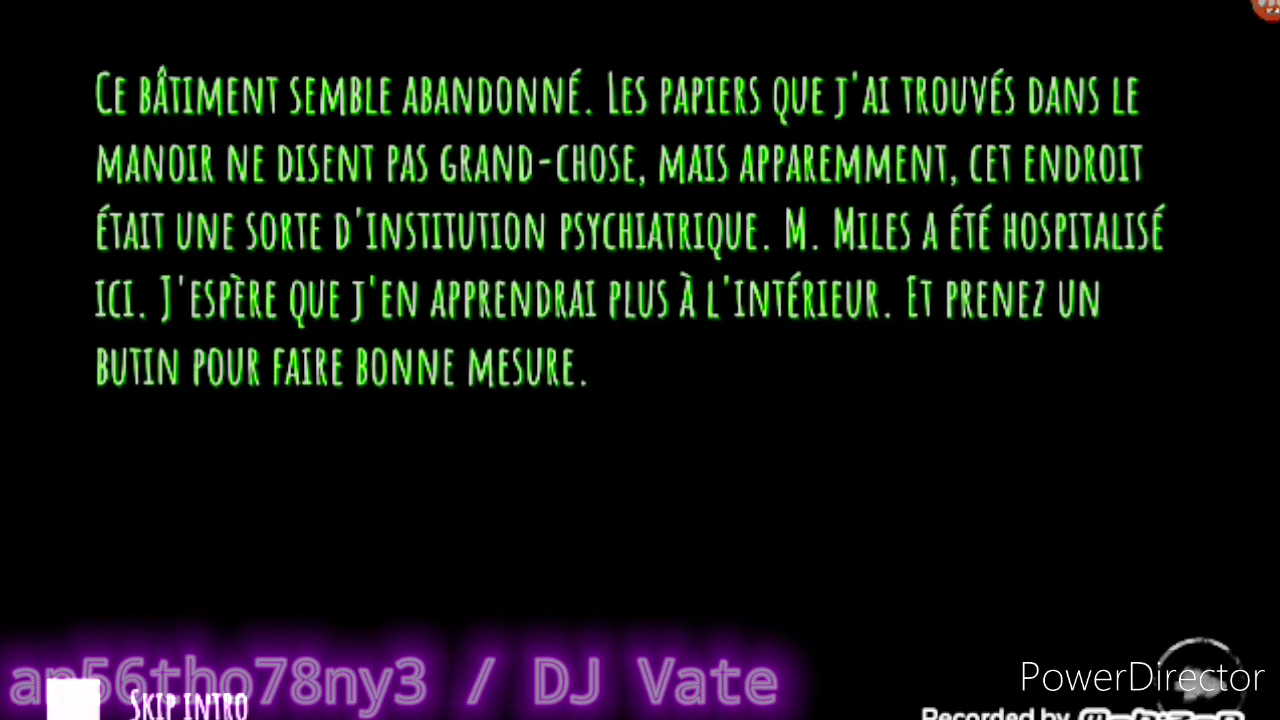 Ce bâtiment semble abandonné. Les papiers que j'ai trouvés dans le
manoir ne disent pas grand-chose, mais apparemment, cet endroit
était une sorte d'institution psychiatrique. M. Miles a été hospitalisé
ici. J'espère que j'en apprendrai plus à l'intérieur. Et prenez un
butin pour faire bonne mesure.
an56tho78ny3 / DJ Vate
Skip intro
PowerDirector
Recorded by